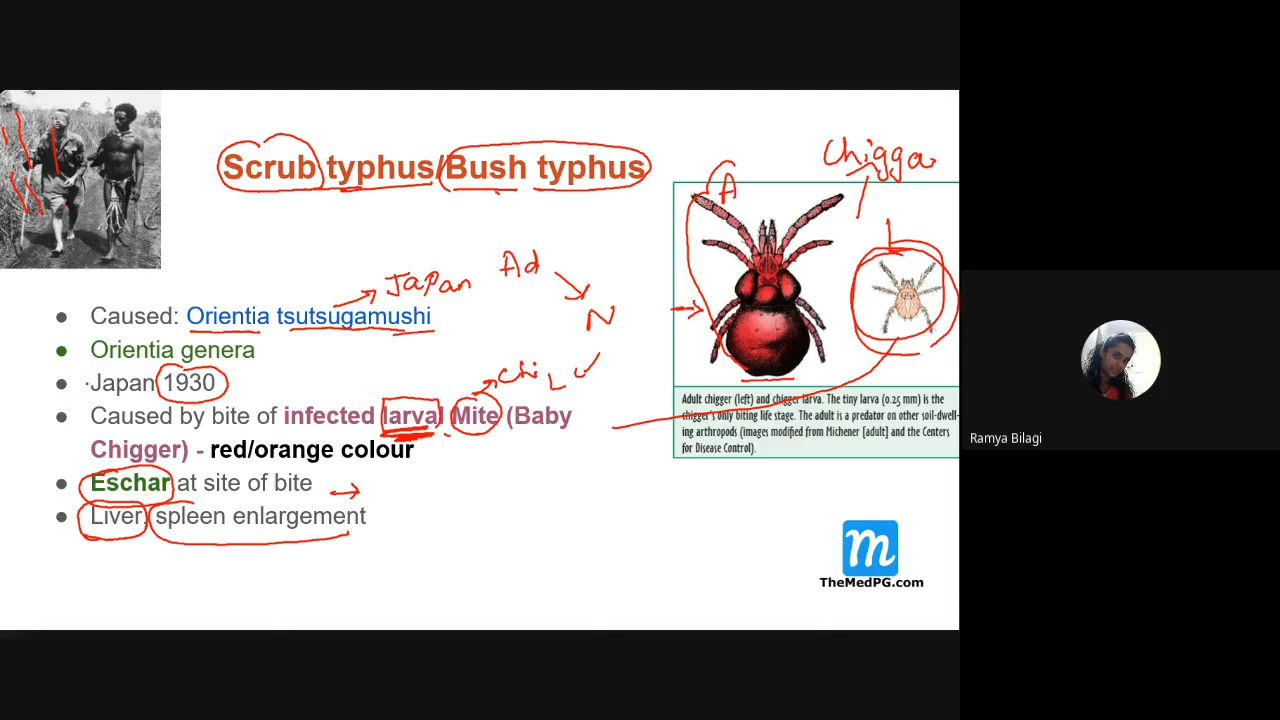 Scrub typhus/Bush typhus
Chigga
A
L
Japan
Ad
N
Chi L
● Caused: Orientia tsutsugamushi
● Orientia genera
● Japan 1930
● Caused by bite of infected larval Mite (Baby
Chigger) - red/orange colour
● Eschar at site of bite
● Liver, spleen enlargement
Adult chigger (left) and chigger larva. The tiny larva (0.25 mm) is the
chigger's only biting life stage. The adult is a predator on other soil-dwell-
ing arthropods (images modified from Michener [adult] and the Centers
for Disease Control).
m
TheMedPG.com
Ramya Bilagi